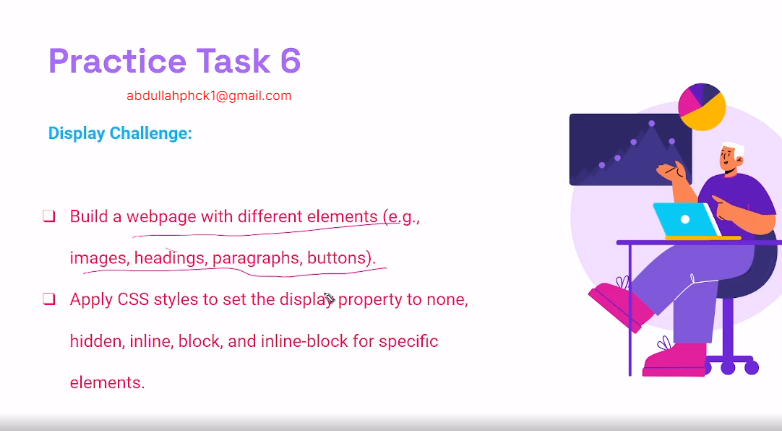 Practice Task 6
abdullahphck1@gmail.com
Display Challenge:
❑ Build a webpage with different elements (e.g.,
images, headings, paragraphs, buttons).
❑ Apply CSS styles to set the display property to none,
hidden, inline, block, and inline-block for specific
elements.